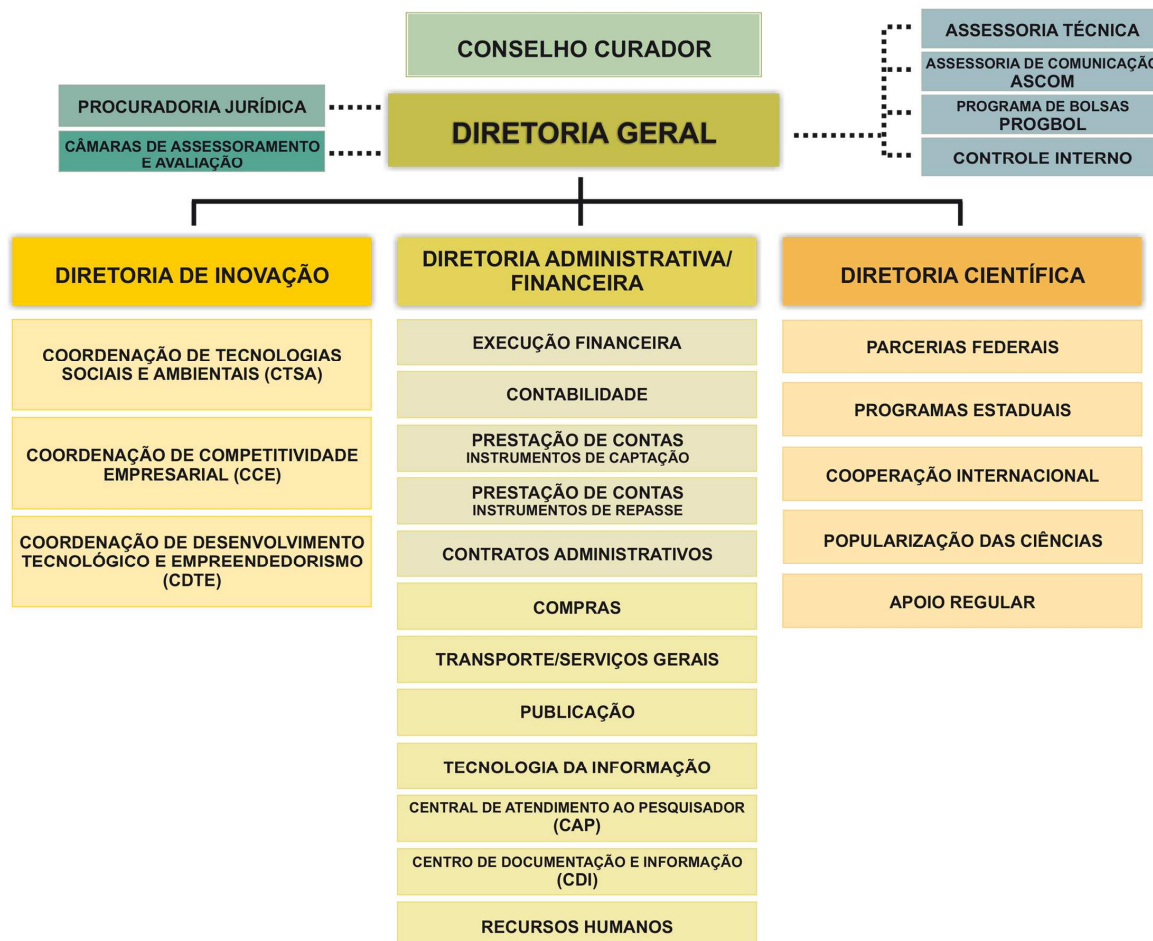 CONSELHO CURADOR
ASSESSORIA TÉCNICA
ASSESSORIA DE COMUNICAÇÃO
ASCOM
PROGRAMA DE BOLSAS
PROGBOL
CONTROLE INTERNO
PROCURADORIA JURÍDICA
CÂMARAS DE ASSESSORAMENTO
E AVALIAÇÃO
DIRETORIA GERAL
DIRETORIA DE INOVAÇÃO
COORDENAÇÃO DE TECNOLOGIAS
SOCIAIS E AMBIENTAIS (CTSA)
COORDENAÇÃO DE COMPETITIVIDADE
EMPRESARIAL (CCE)
COORDENAÇÃO DE DESENVOLVIMENTO
TECNOLÓGICO E EMPREENDEDORISMO
(CDTE)
DIRETORIA ADMINISTRATIVA/
FINANCEIRA
EXECUÇÃO FINANCEIRA
CONTABILIDADE
PRESTAÇÃO DE CONTAS
INSTRUMENTOS DE CAPTAÇÃO
PRESTAÇÃO DE CONTAS
INSTRUMENTOS DE REPASSE
CONTRATOS ADMINISTRATIVOS
COMPRAS
TRANSPORTE/SERVIÇOS GERAIS
PUBLICAÇÃO
TECNOLOGIA DA INFORMAÇÃO
CENTRAL DE ATENDIMENTO AO PESQUISADOR
(CAP)
CENTRO DE DOCUMENTAÇÃO E INFORMAÇÃO
(CDI)
RECURSOS HUMANOS
DIRETORIA CIENTÍFICA
PARCERIAS FEDERAIS
PROGRAMAS ESTADUAIS
COOPERAÇÃO INTERNACIONAL
POPULARIZAÇÃO DAS CIÊNCIAS
APOIO REGULAR